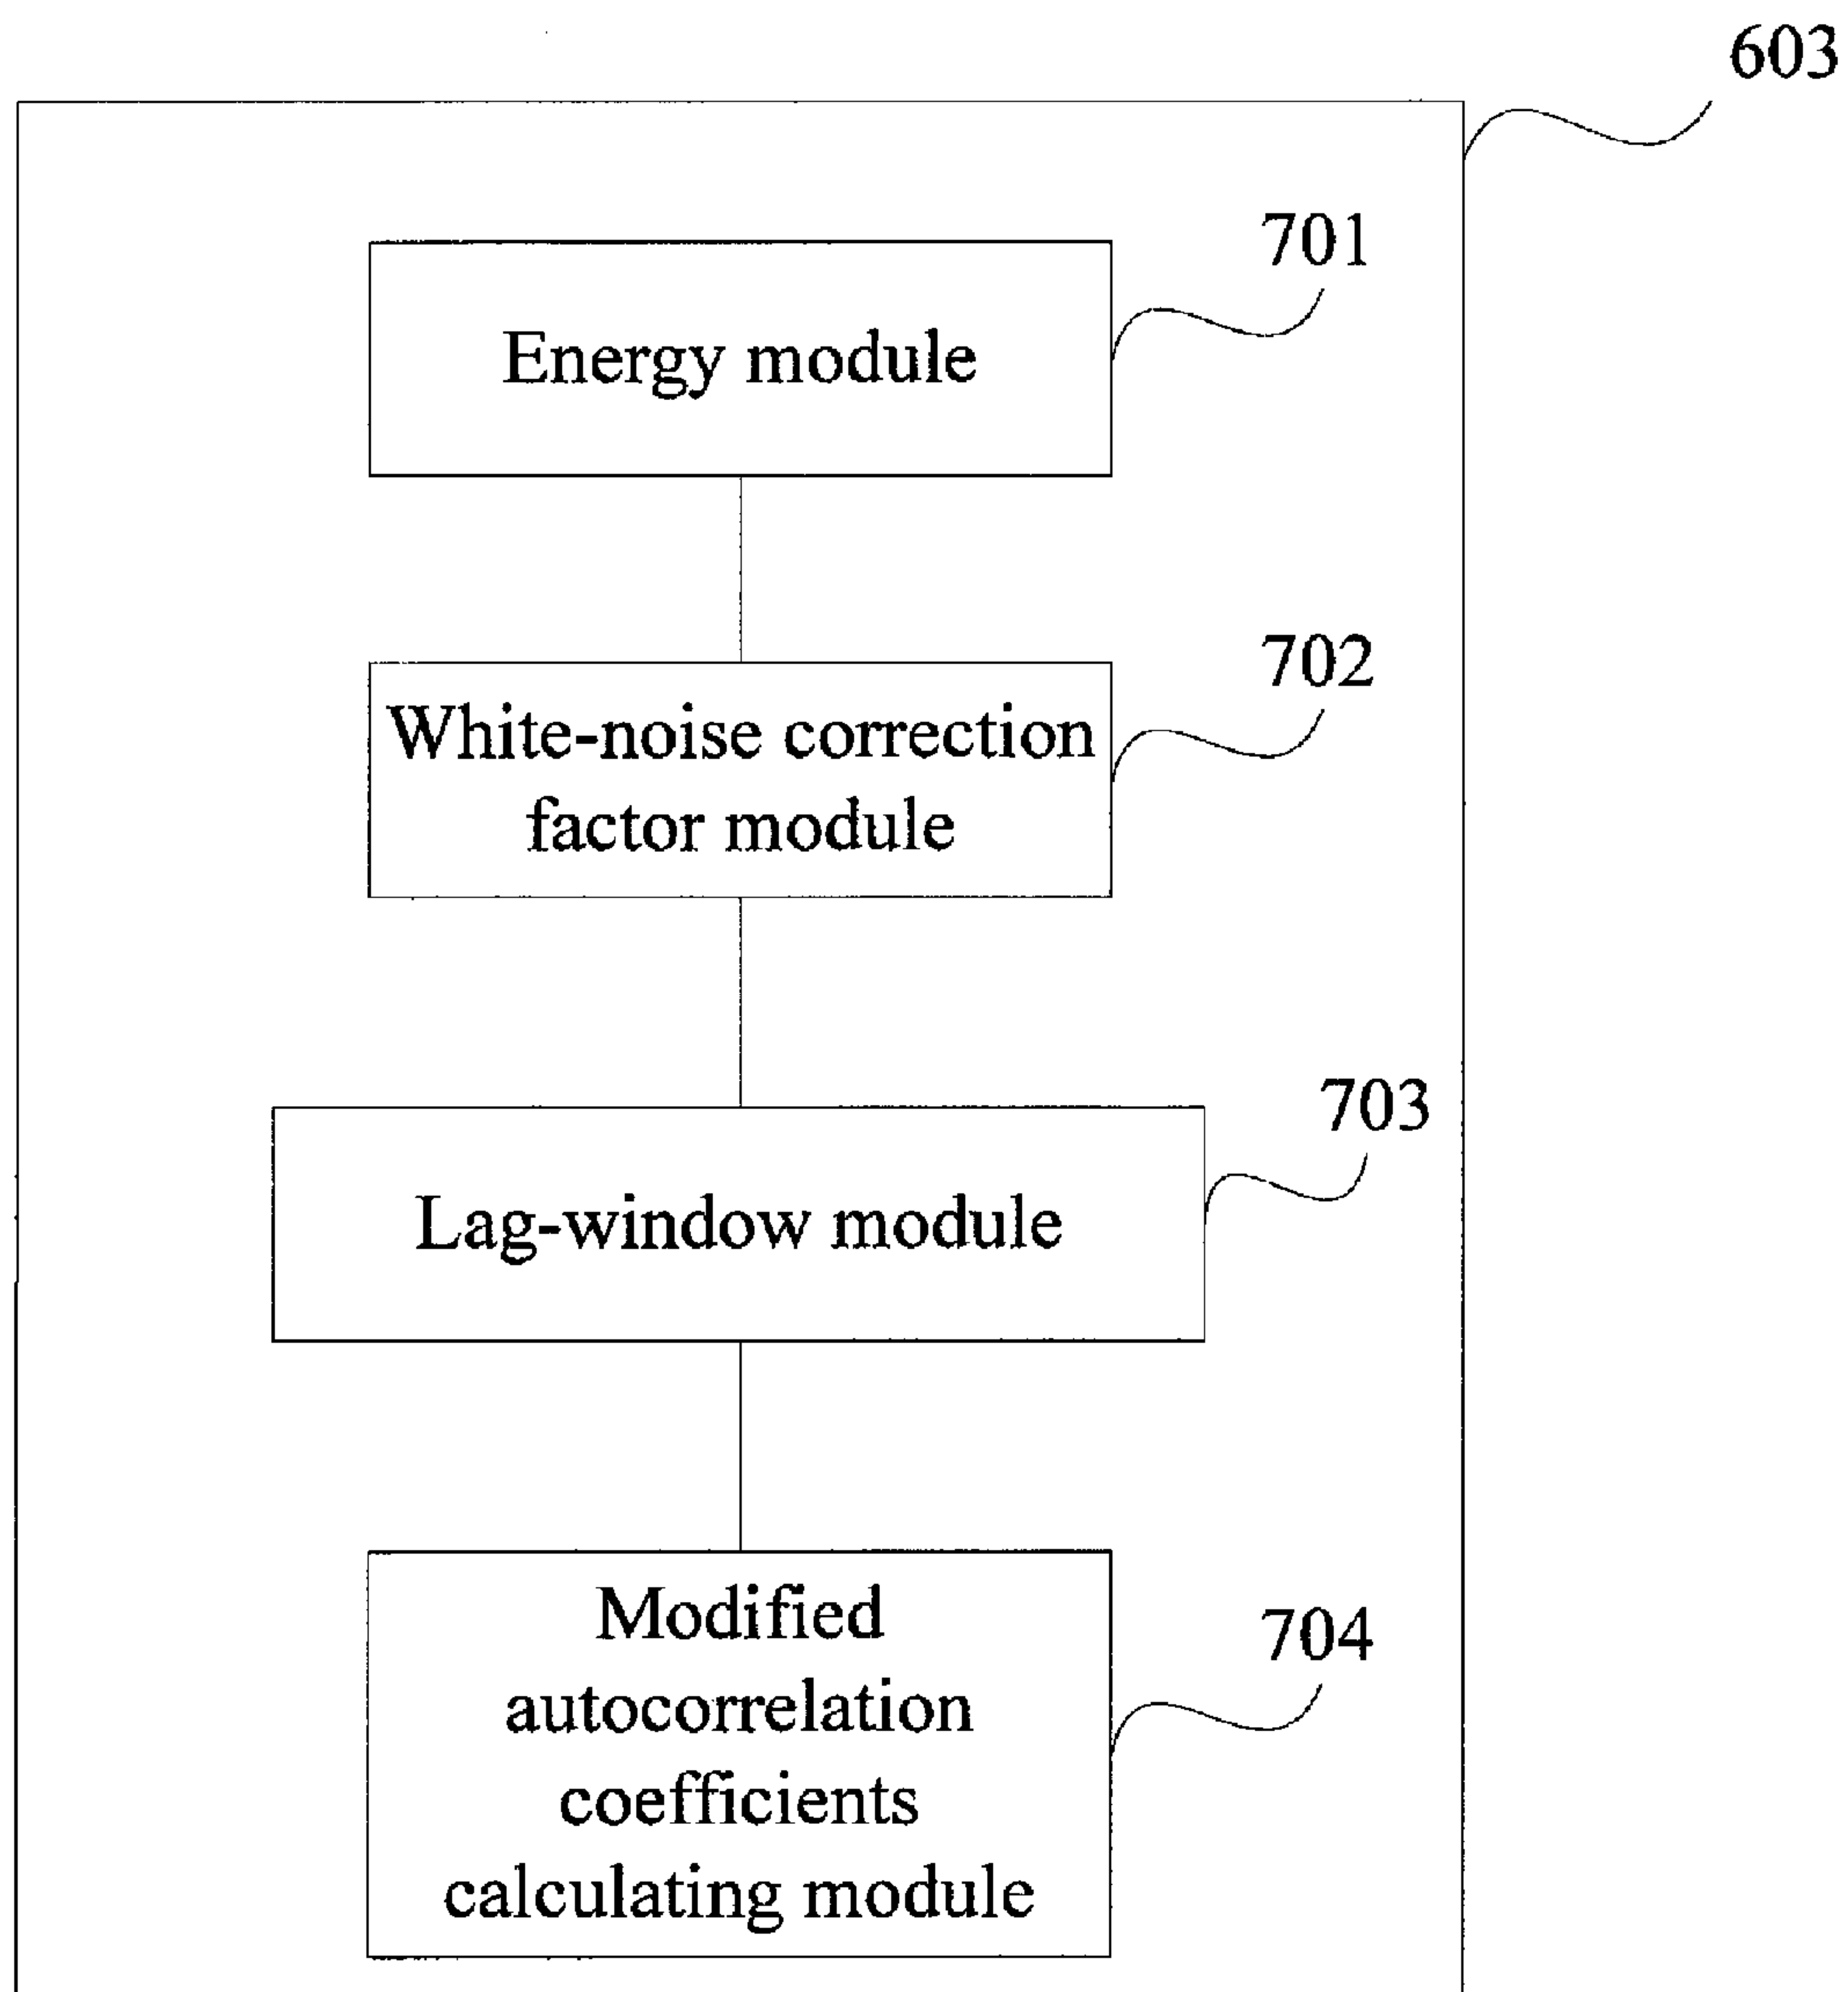 603
701
Energy module
702
White-noise correction
factor module
703
Lag-window module
Modified
704
autocorrelation
coefficients
calculating module